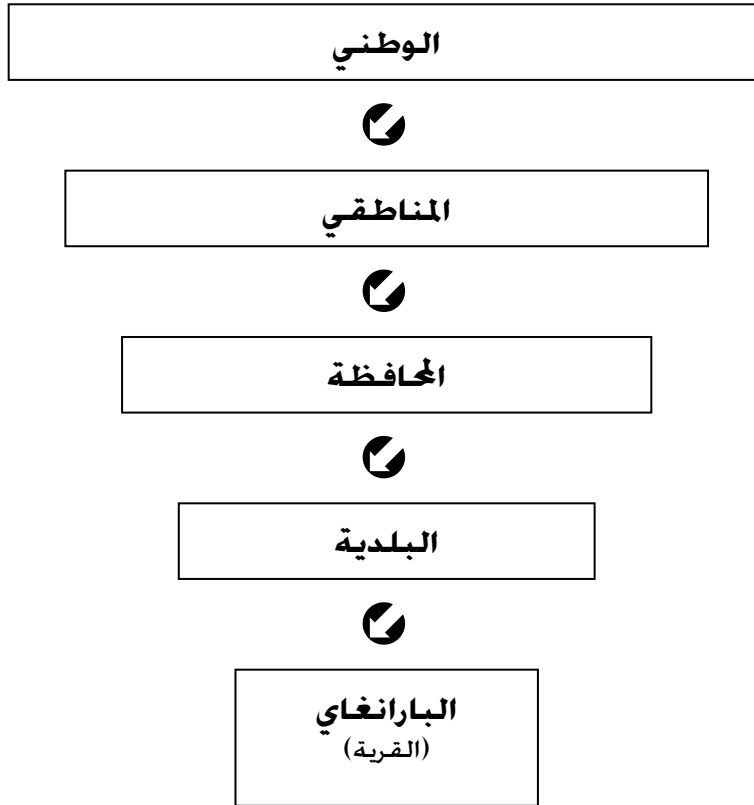 الوطني
المناطقي
المحافظة
البلدية
البارانغاي
(القرية)